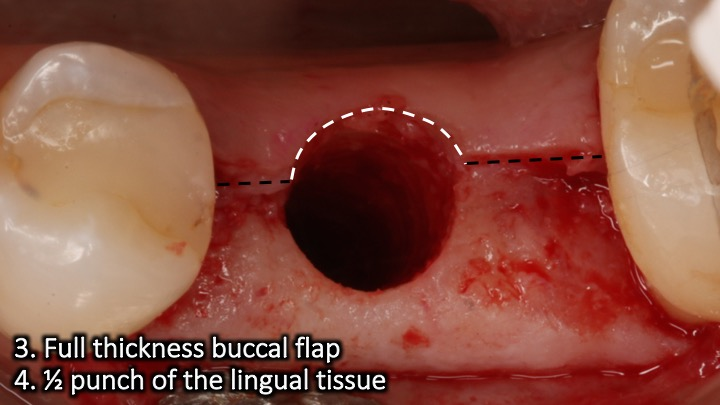 3. Full thickness buccal flap
4. ½ punch of the lingual tissue